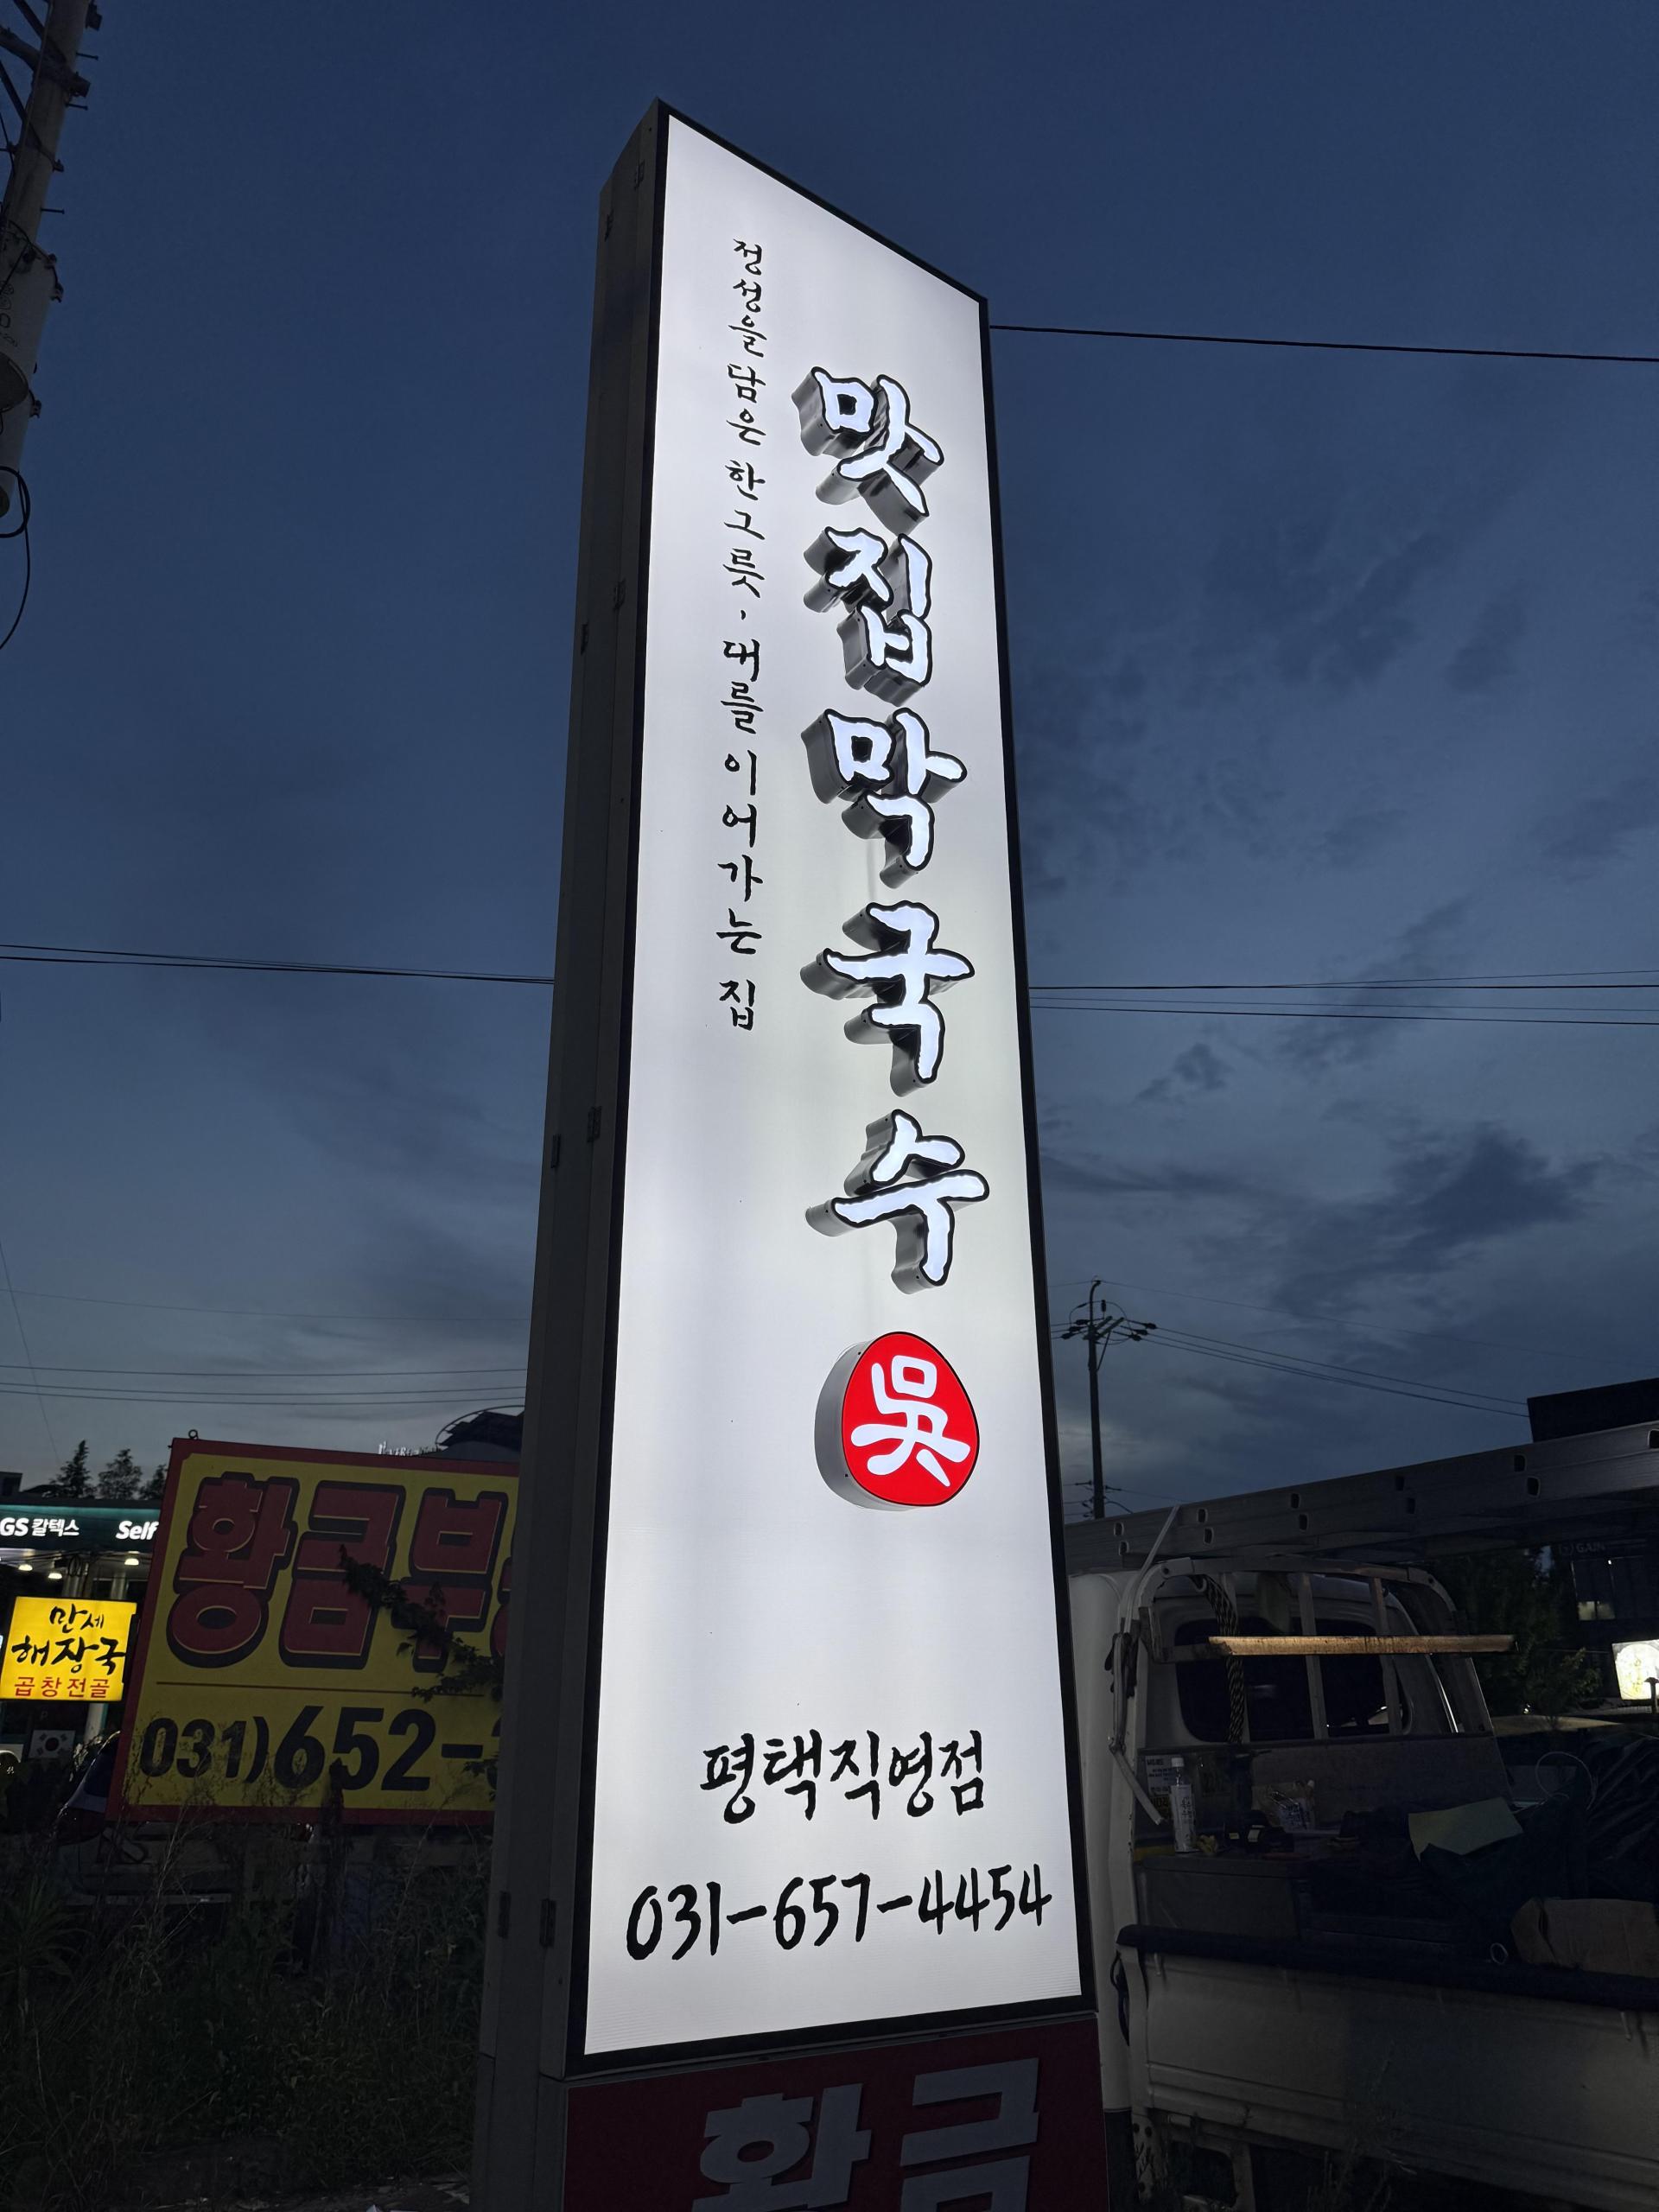 정성을 담은 한 그릇, 대를 이어가는 집
맛집막국수
吳
평택직영점
031-657-4454
황금
황금부
031)652-
GS칼텍스 Self
만세
해장국
곱창전골